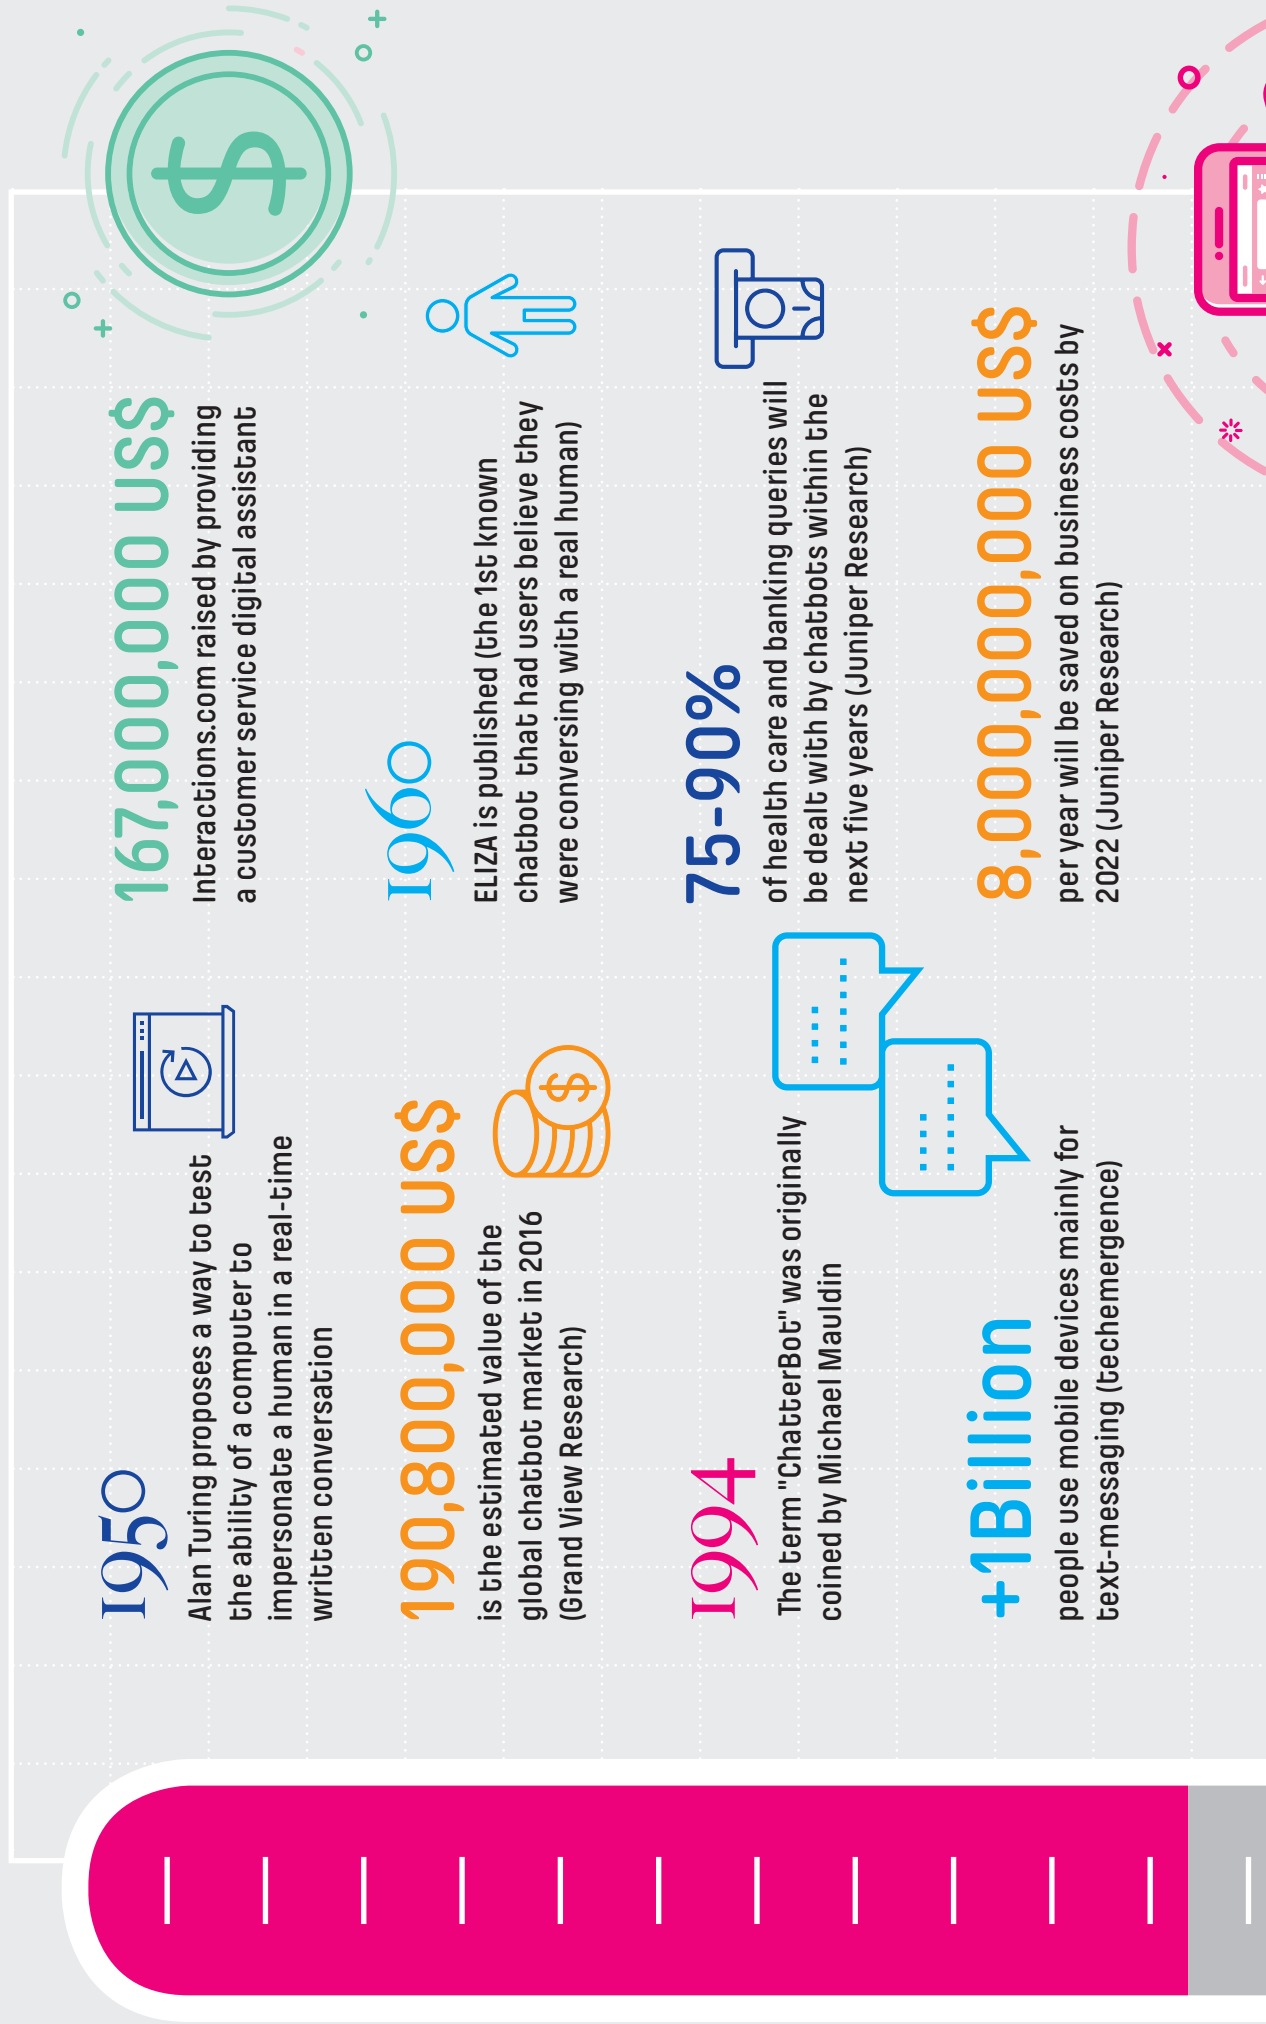 1950
Alan Turing proposes a way to test
the ability of a computer to
impersonate a human in a real-time
written conversation
190,800,000 US$
is the estimated value of the
global chatbot market in 2016
(Grand View Research)
1994
The term "ChatterBot" was originally
coined by Michael Mauldin
+1Billion
people use mobile devices mainly for
text-messaging (techemergence)
167,000,000 US$
Interactions.com raised by providing
a customer service digital assistant
1960
ELIZA is published (the 1st known
chatbot that had users believe they
were conversing with a real human)
75-90%
of health care and banking queries will
be dealt with by chatbots within the
next five years (Juniper Research)
8,000,000,000 US$
per year will be saved on business costs by
2022 (Juniper Research)